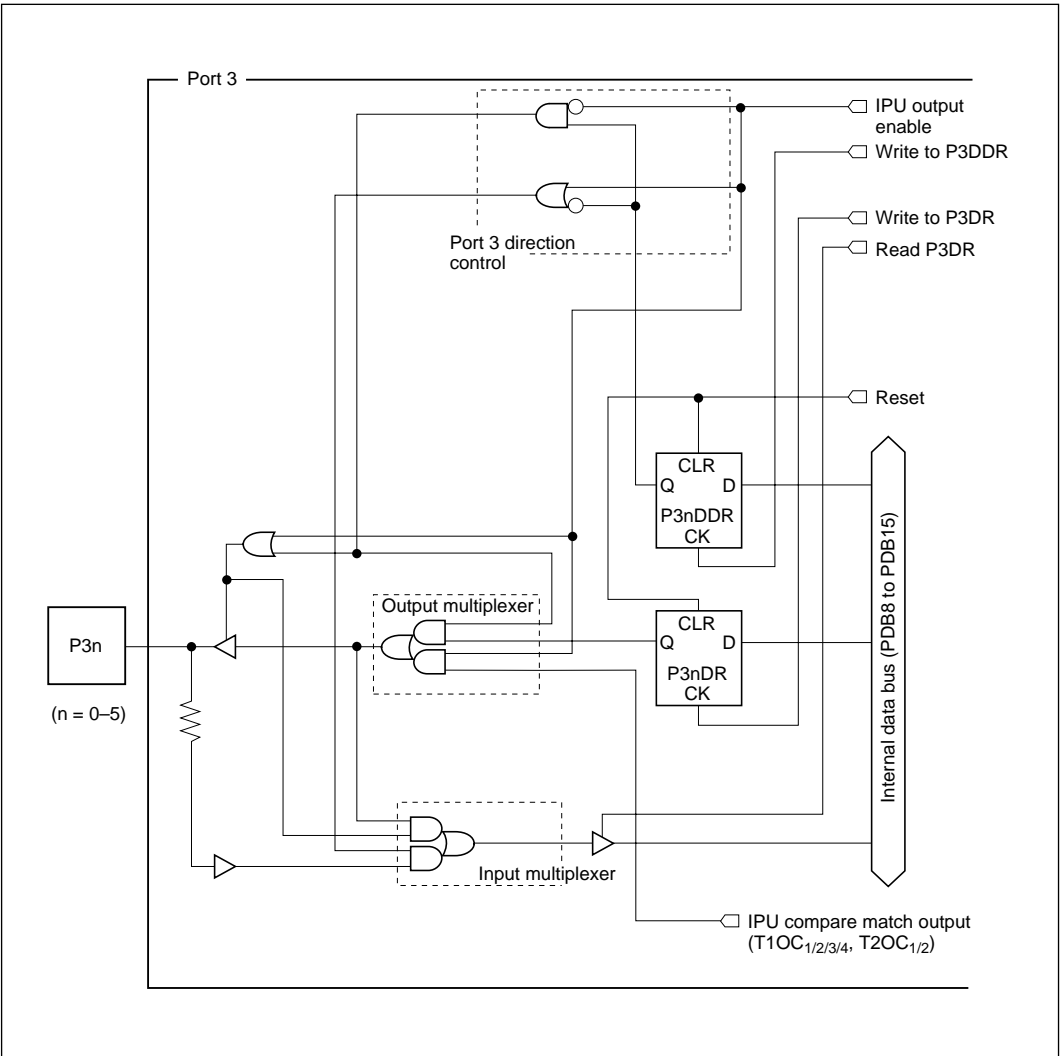 Port 3
IPU output
enable
Write to P3DDR
Write to P3DR
Read P3DR
Port 3 direction
control
Reset
CLR
Q D
P3nDDR
CK
Output multiplexer
CLR
Q D
P3nDR
CK
P3n
(n = 0–5)
Internal data bus (PDB8 to PDB15)
Input multiplexer
IPU compare match output
(T1OC1/2/3/4, T2OC1/2)